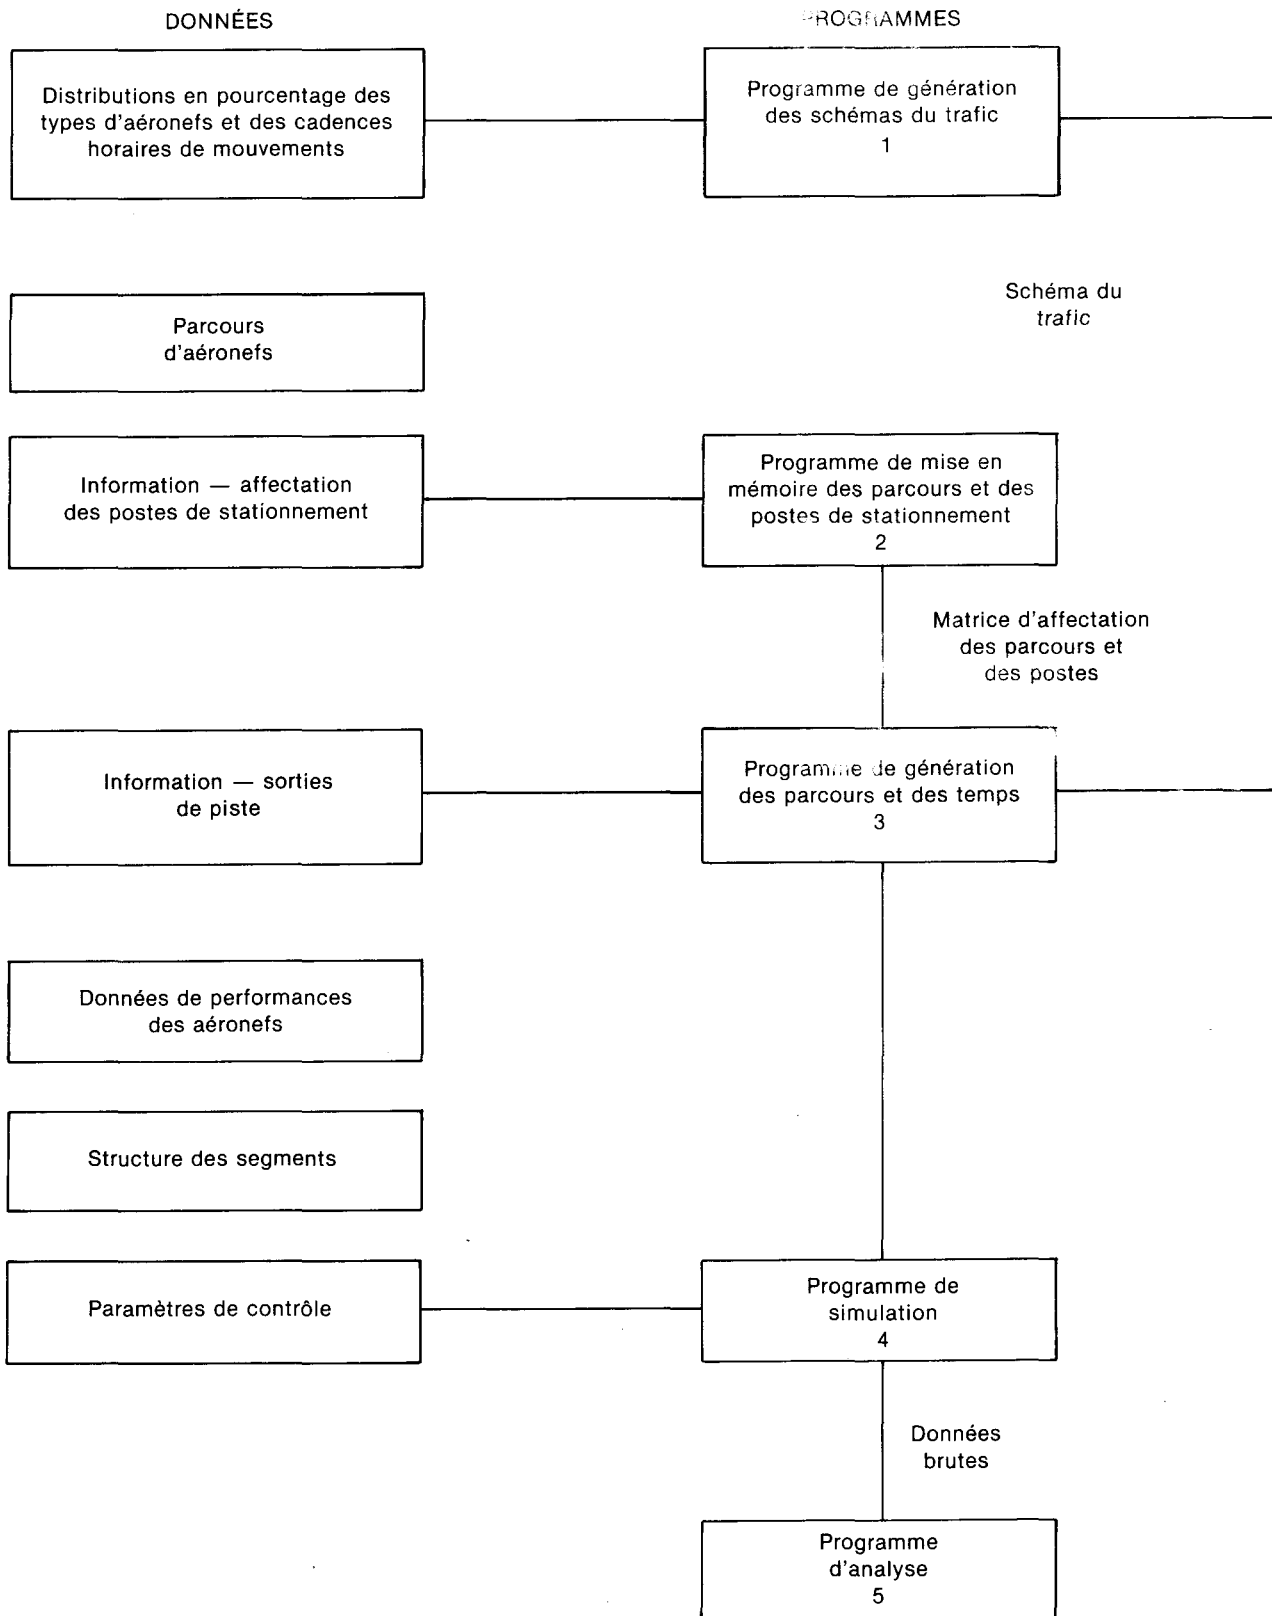 DONNÉES
PROGRAMMES
Distributions en pourcentage des
types d'aéronefs et des cadences
horaires de mouvements
Programme de génération
des schémas du trafic
1
Schéma du
trafic
Parcours
d'aéronefs
Information — affectation
des postes de stationnement
Programme de mise en
mémoire des parcours et des
postes de stationnement
2
Matrice d'affectation
des parcours et
des postes
Information — sorties
de piste
Programme de génération
des parcours et des temps
3
Données de performances
des aéronefs
Structure des segments
Paramètres de contrôle
Programme de
simulation
4
Données
brutes
Programme
d'analyse
5